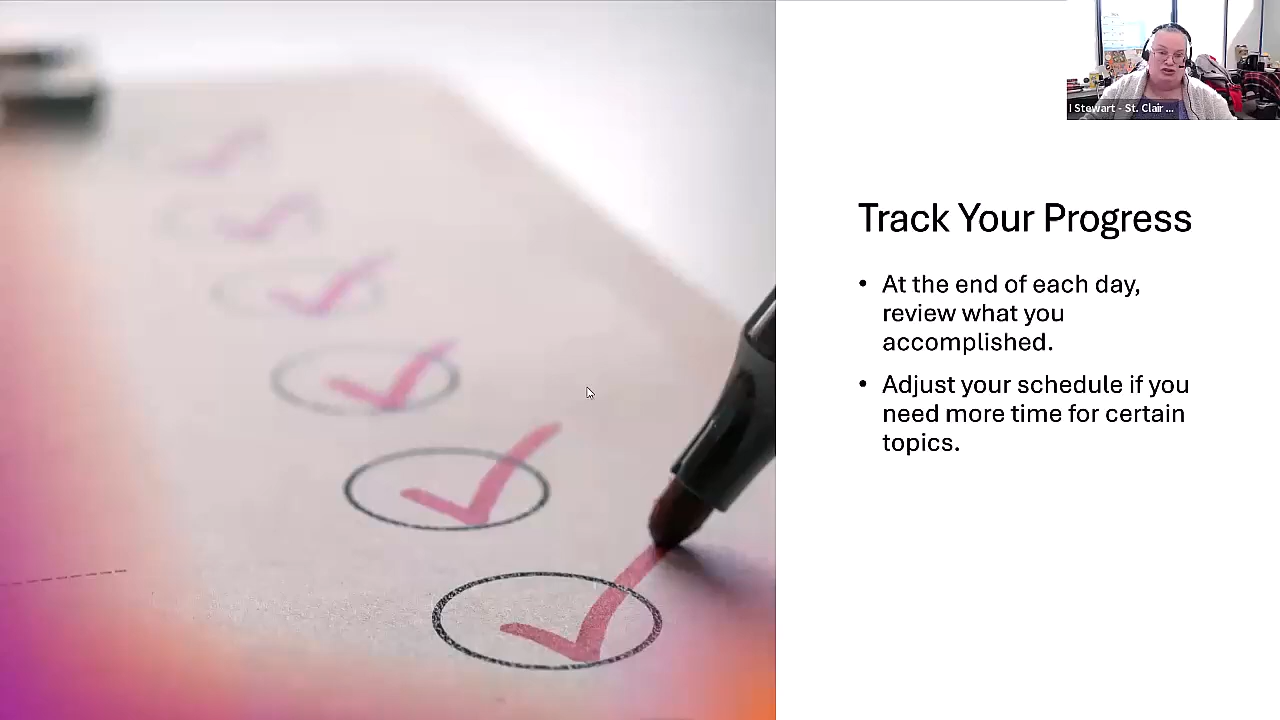 I Stewart - St. Clair ...
Track Your Progress
• At the end of each day,
review what you
accomplished.
• Adjust your schedule if you
need more time for certain
topics.